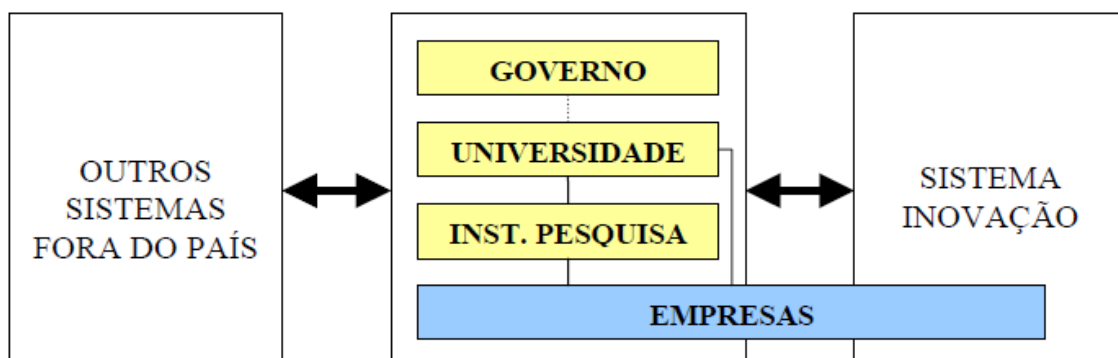 OUTROS
SISTEMAS
FORA DO PAÍS
GOVERNO
UNIVERSIDADE
INST. PESQUISA
EMPRESAS
SISTEMA
INOVAÇÃO